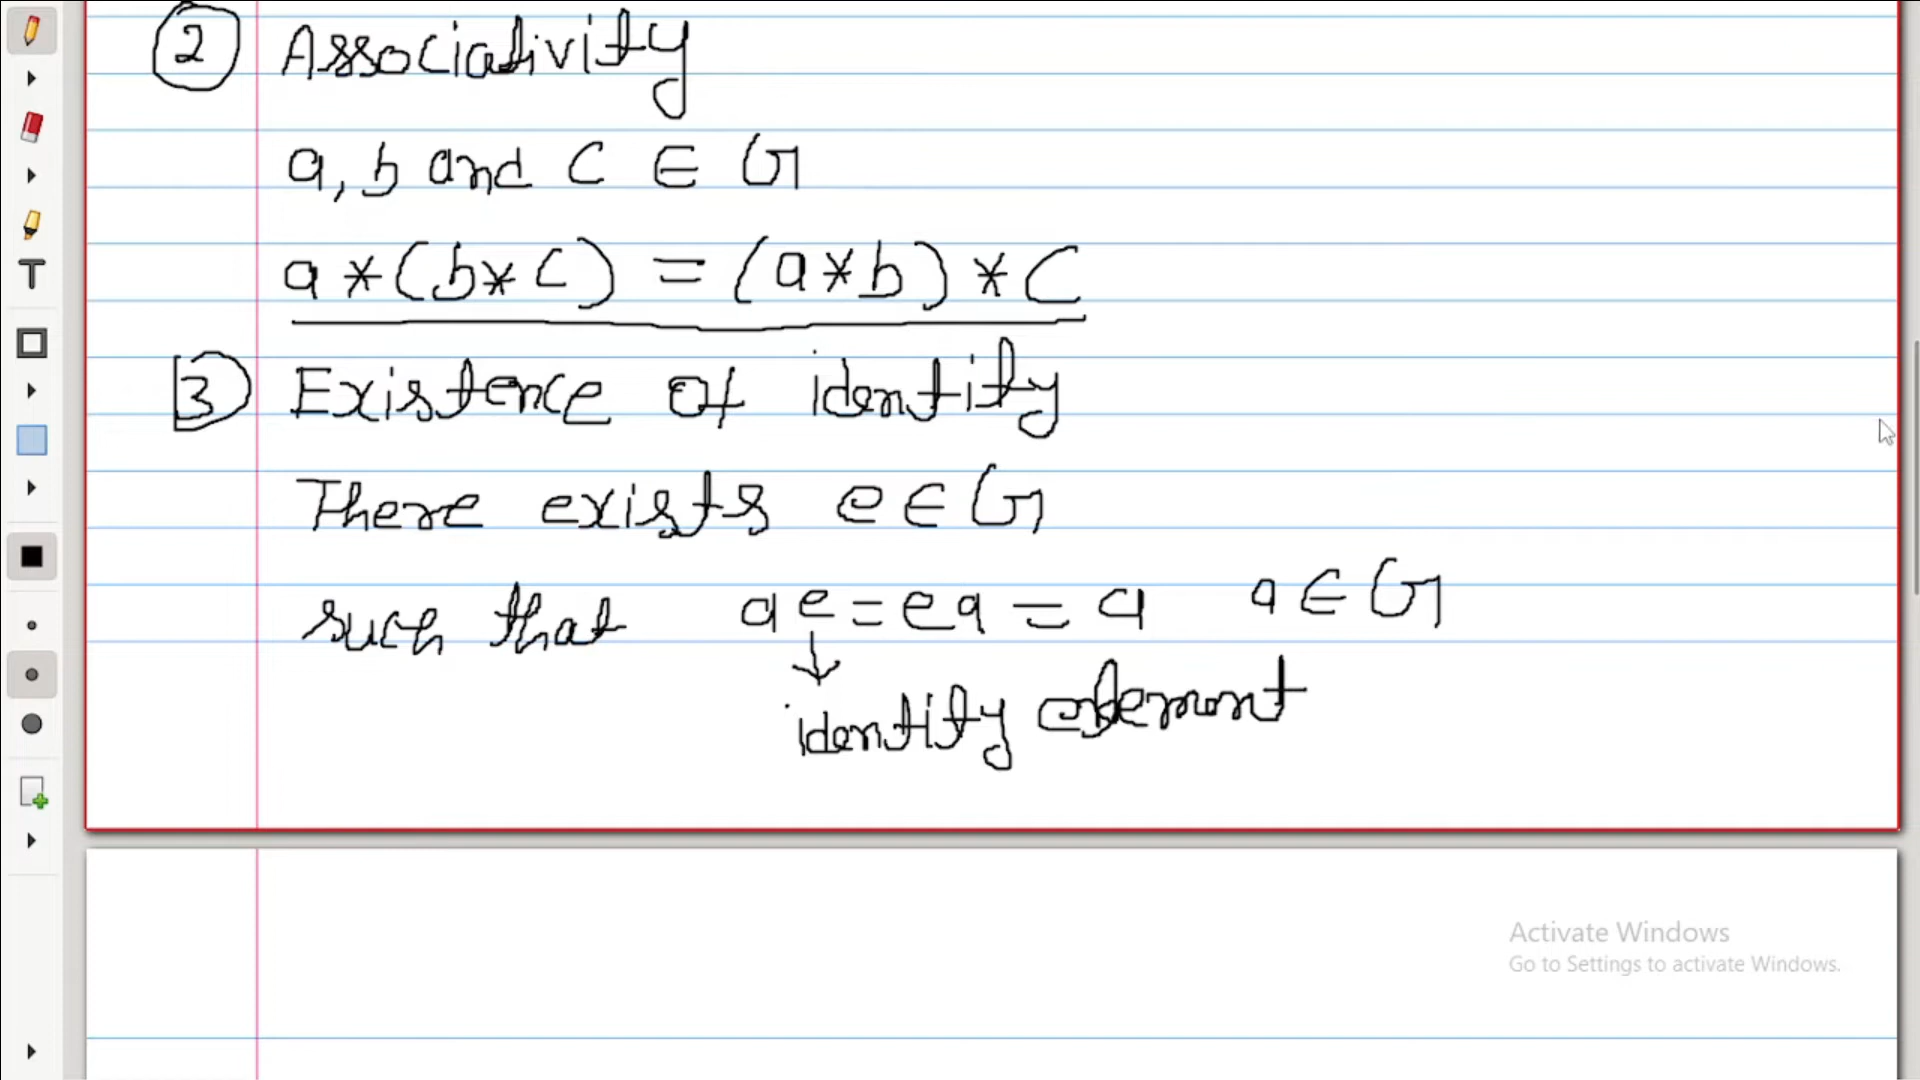 ② Associativity
a, b and c ∈ G
a * (b * c) = (a * b) * c
3 Existence of identity
There exists e ∈ G
such that ae = ea = a a ∈ G
↓
identity element
T
Activate Windows
Go to Settings to activate Windows.